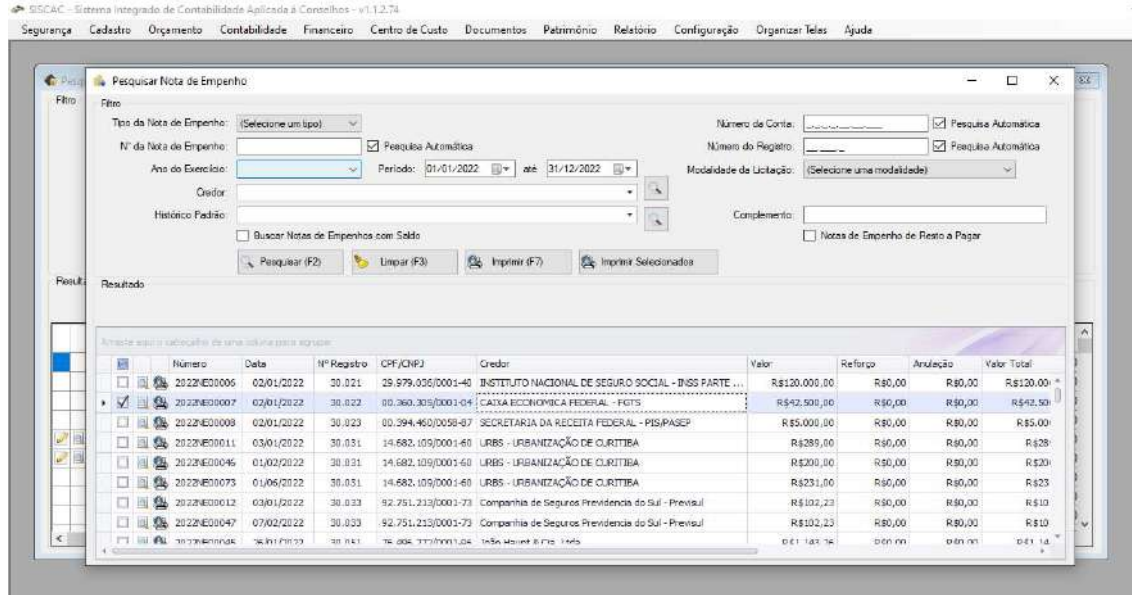 SISCAC - Sistema Integrado de Contabilidade Aplicada á Conselhos - v1.1.2.74
Segurança Cadastro Orçamento Contabilidade Financeiro Centro de Custo Documentos Patrimônio Relatório Configuração Organizar Telas Ajuda
Pesquisar Nota de Empenho
Filtro
Filtro
Tipo da Nota de Empenho: (Selecione um tipo) Número da Conta: Pesquisa Automática
N° da Nota de Empenho: Pesquisa Automática Número do Registro: Pesquisa Automática
Ano do Exercício: Período: 01/01/2022 até 31/12/2022 Modalidade da Licitação: (Selecione uma modalidade)
Credor:
Histórico Padrão: Complemento:
Buscar Notas de Empenhos com Saldo Notas de Empenho de Resto a Pagar
Pesquisar (F2) Limpar (F3) Imprimir (F7) Imprimir Selecionados
Resultado
Arraste aqui o cabeçalho de uma coluna para agrupar
Número Data Nº Registro CPF/CNPJ Credor Valor Reforço Anulação Valor Total
2022NE00006 02/01/2022 30.021 29.979.036/0001-40 INSTITUTO NACIONAL DE SEGURO SOCIAL - INSS PARTE ... R$120.000,00 R$0,00 R$0,00 R$120.00
2022NE00007 02/01/2022 30.022 00.360.305/0001-04 CAIXA ECONOMICA FEDERAL - FGTS R$42.500,00 R$0,00 R$0,00 R$42.50
2022NE00008 02/01/2022 30.023 00.394.460/0058-87 SECRETARIA DA RECEITA FEDERAL - PIS/PASEP R$5.000,00 R$0,00 R$0,00 R$5.00
2022NE00011 03/01/2022 30.031 14.682.109/0001-60 URBS - URBANIZAÇÃO DE CURITIBA R$289,00 R$0,00 R$0,00 R$28
2022NE00046 01/02/2022 30.031 14.682.109/0001-60 URBS - URBANIZAÇÃO DE CURITIBA R$200,00 R$0,00 R$0,00 R$20
2022NE00073 01/06/2022 30.031 14.682.109/0001-60 URBS - URBANIZAÇÃO DE CURITIBA R$231,00 R$0,00 R$0,00 R$23
2022NE00012 03/01/2022 30.033 92.751.213/0001-73 Companhia de Seguros Previdencia do Sul - Previsul R$102,23 R$0,00 R$0,00 R$10
2022NE00047 07/02/2022 30.033 92.751.213/0001-73 Companhia de Seguros Previdencia do Sul - Previsul R$102,23 R$0,00 R$0,00 R$10
João Haupt & Cia. Ltda